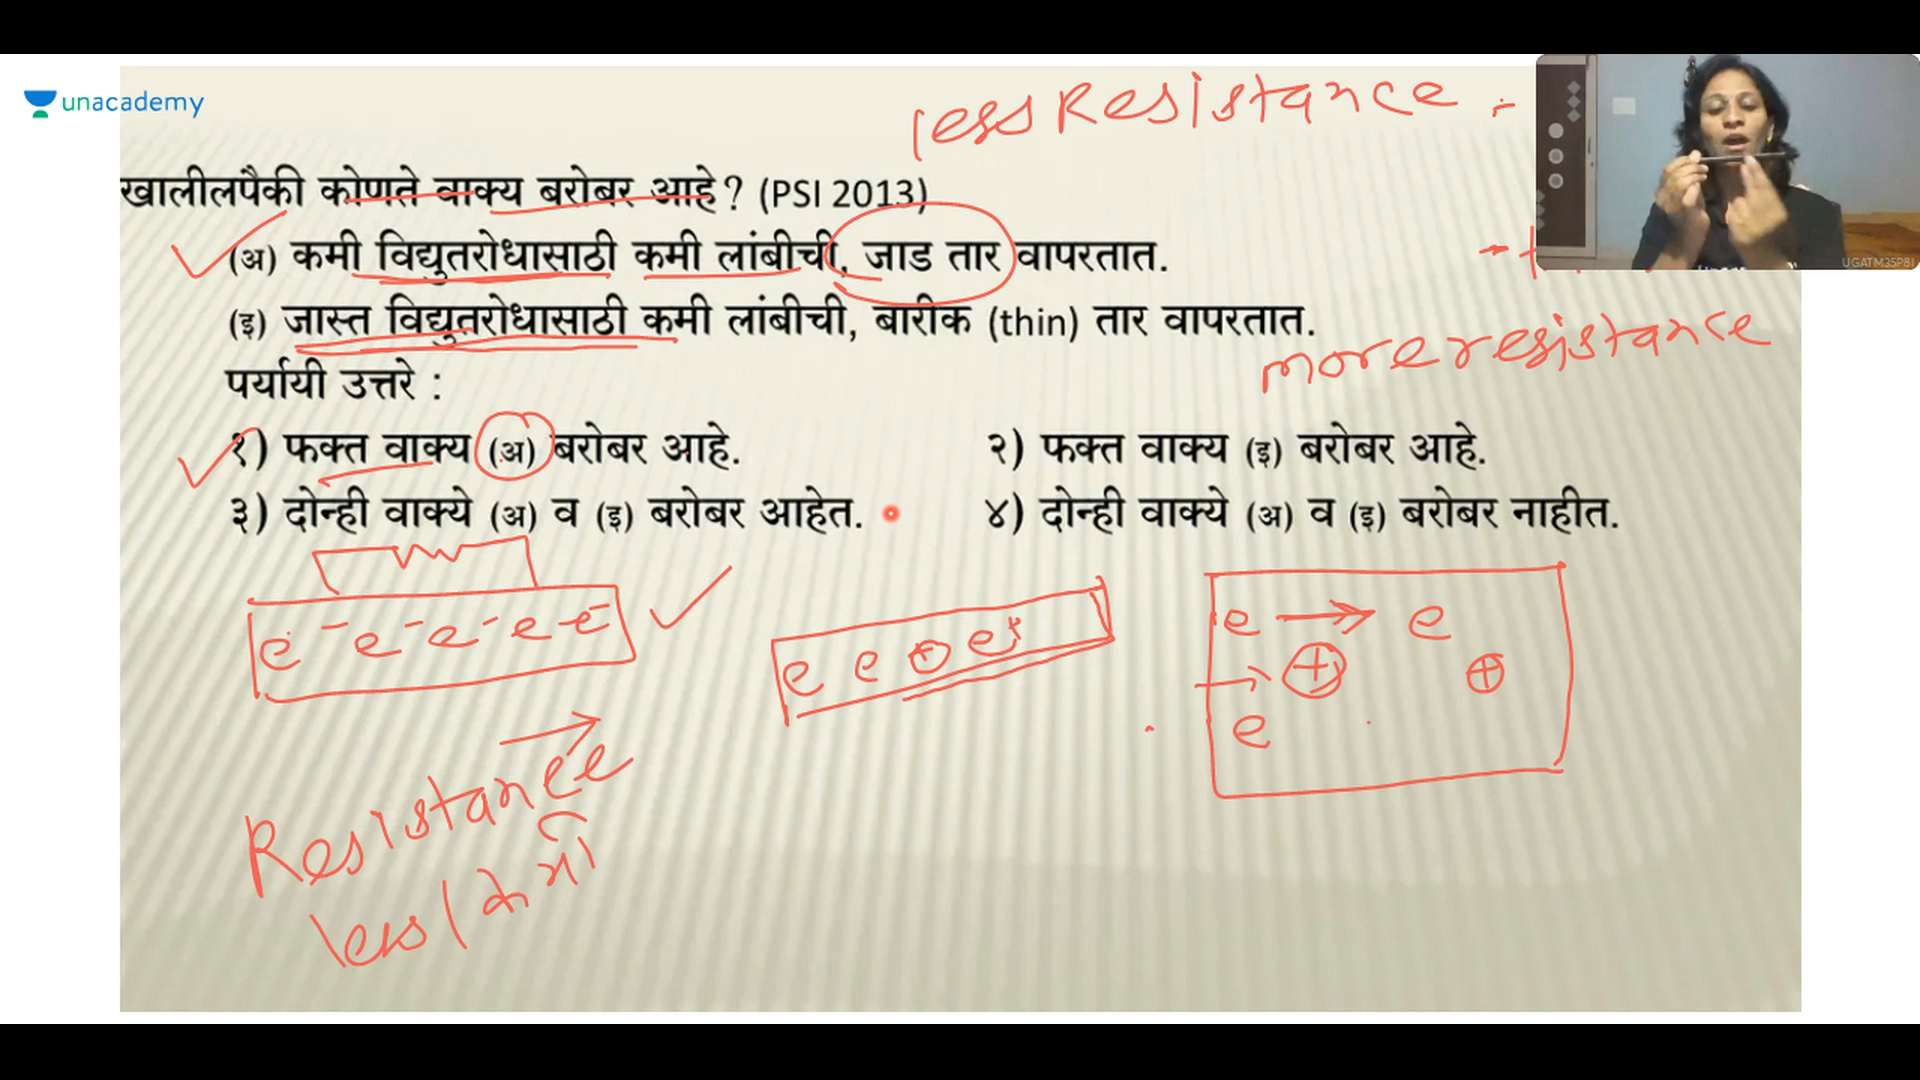 unacademy
less Resistance -
खालीलपैकी कोणते वाक्य बरोबर आहे? (PSI 2013)
(अ) कमी विद्युतरोधासाठी कमी लांबीची, जाड तार वापरतात.
UGATM35P8I
(इ) जास्त विद्युतरोधासाठी कमी लांबीची, बारीक (thin) तार वापरतात.
more resistance
पर्यायी उत्तरे :
१) फक्त वाक्य (अ) बरोबर आहे.
२) फक्त वाक्य (इ) बरोबर आहे.
३) दोन्ही वाक्ये (अ) व (इ) बरोबर आहेत.
४) दोन्ही वाक्ये (अ) व (इ) बरोबर नाहीत.
e⁻ e⁻ e⁻ e⁻ e⁻
e e + e
e → e
+ +
e
Resistance
less / कमी